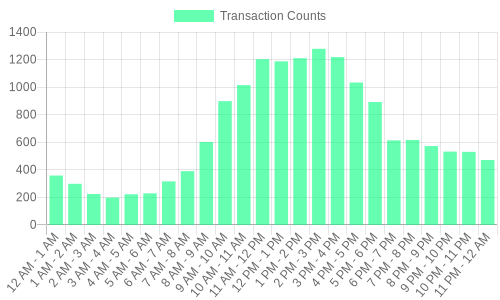 Transaction Counts
1400
1200
1000
800
600
400
200
0
12 AM - 1 AM
1 AM - 2 AM
2 AM - 3 AM
3 AM - 4 AM
4 AM - 5 AM
5 AM - 6 AM
6 AM - 7 AM
7 AM - 8 AM
8 AM - 9 AM
9 AM - 10 AM
10 AM - 11 AM
11 AM - 12 PM
12 PM - 1 PM
1 PM - 2 PM
2 PM - 3 PM
3 PM - 4 PM
4 PM - 5 PM
5 PM - 6 PM
6 PM - 7 PM
7 PM - 8 PM
8 PM - 9 PM
9 PM - 10 PM
10 PM - 11 PM
11 PM - 12 AM